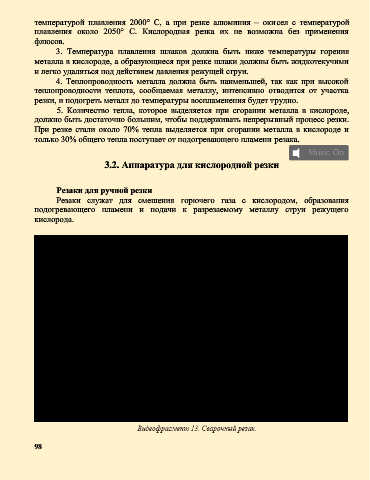 температурой плавления 2000° С, а при резке алюминия – окисел с температурой
плавления около 2050° С. Кислородная резка их не возможна без применения
флюсов.
3. Температура плавления шлаков должна быть ниже температуры горения
металла в кислороде, а образующиеся при резке шлаки должны быть жидкотекучими
и легко удаляться под действием давления режущей струи.
4. Теплопроводность металла должна быть наименьшей, так как при высокой
теплопроводности теплота, сообщаемая металлу, интенсивно отводится от участка
резки, и подогреть металл до температуры воспламенения будет трудно.
5. Количество тепла, которое выделяется при сгорании металла в кислороде,
должно быть достаточно большим, чтобы поддерживать непрерывный процесс резки.
При резке стали около 70% тепла выделяется при сгорании металла в кислороде и
только 30% общего тепла поступает от подогревающего пламени резака.
Music On
3.2. Аппаратура для кислородной резки
Резаки для ручной резки
Резаки служат для смешения горючего газа с кислородом, образования
подогревающего пламени и подачи к разрезаемому металлу струи режущего
кислорода.
Видеофрагмент 13. Сварочный резак.
98